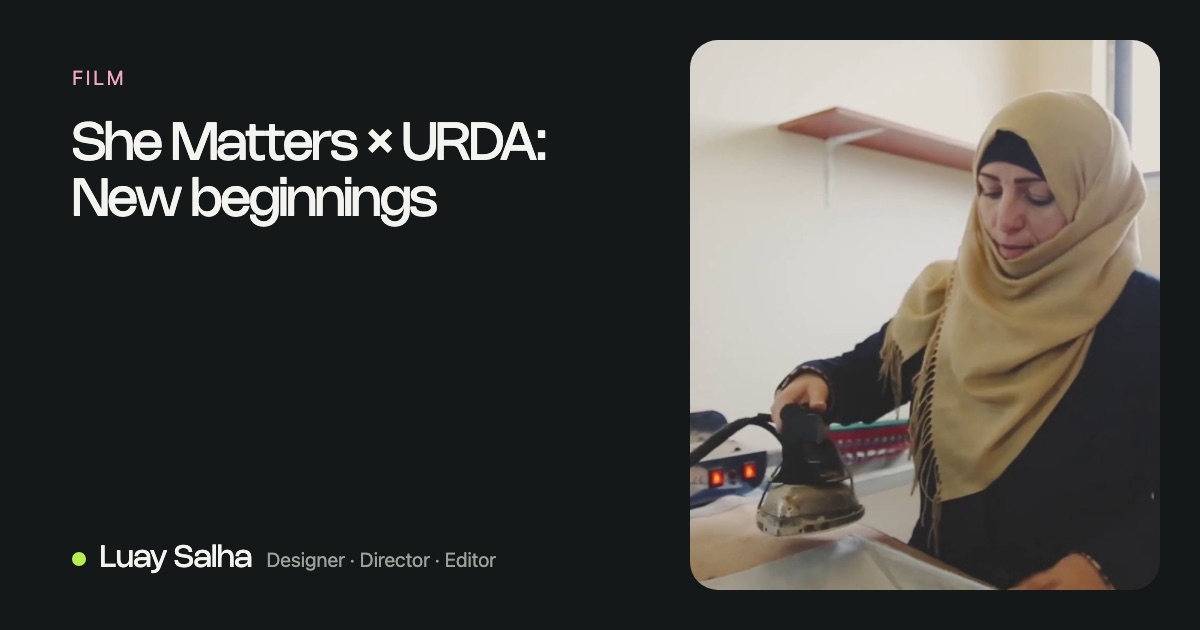 FILM
She Matters × URDA:
New beginnings
Luay Salha Designer · Director · Editor